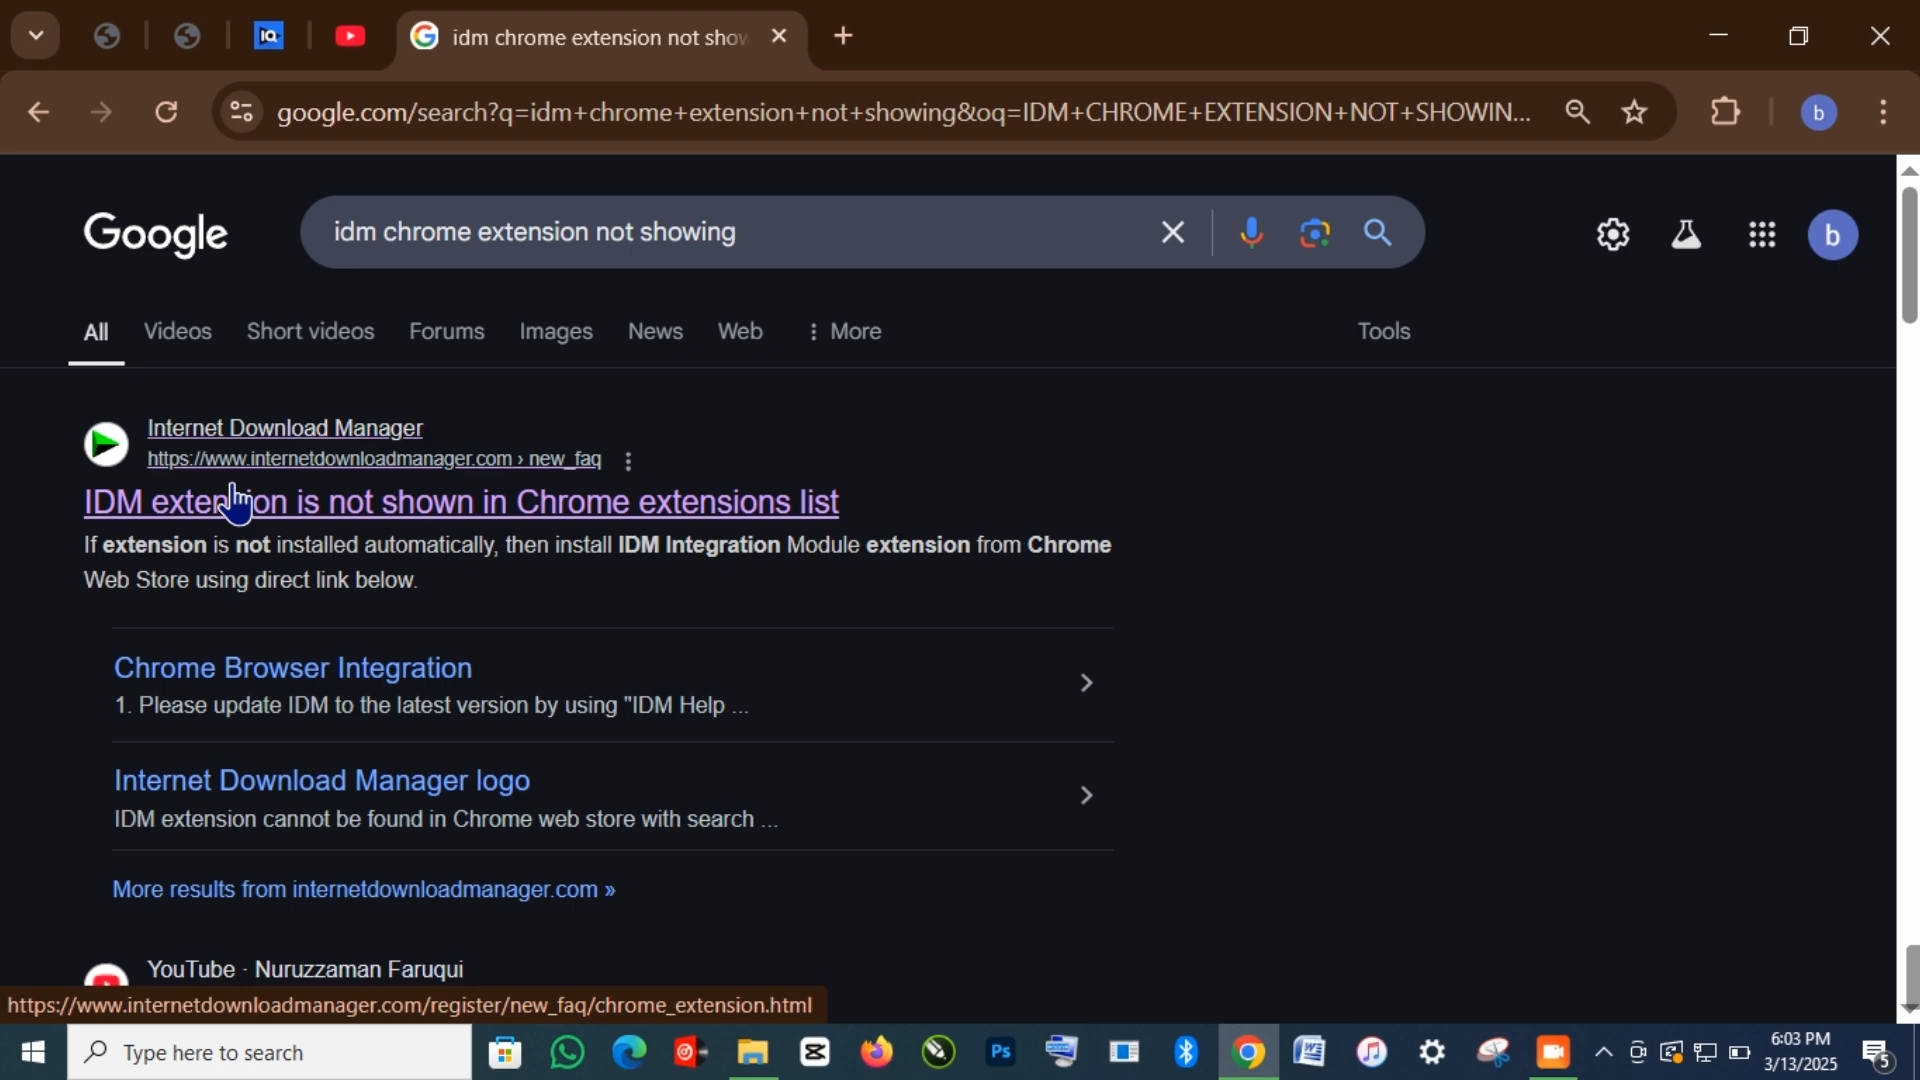 idm chrome extension not show
google.com/search?q=idm+chrome+extension+not+showing&oq=IDM+CHROME+EXTENSION+NOT+SHOWIN...
b
Google
idm chrome extension not showing
b
All Videos Short videos Forums Images News Web More Tools
Internet Download Manager
https://www.internetdownloadmanager.com › new_faq
IDM extension is not shown in Chrome extensions list
If extension is not installed automatically, then install IDM Integration Module extension from Chrome
Web Store using direct link below.
Chrome Browser Integration
1. Please update IDM to the latest version by using "IDM Help ...
Internet Download Manager logo
IDM extension cannot be found in Chrome web store with search ...
More results from internetdownloadmanager.com »
YouTube · Nuruzzaman Faruqui
https://www.internetdownloadmanager.com/register/new_faq/chrome_extension.html
Type here to search
Ps
6:03 PM
3/13/2025
5